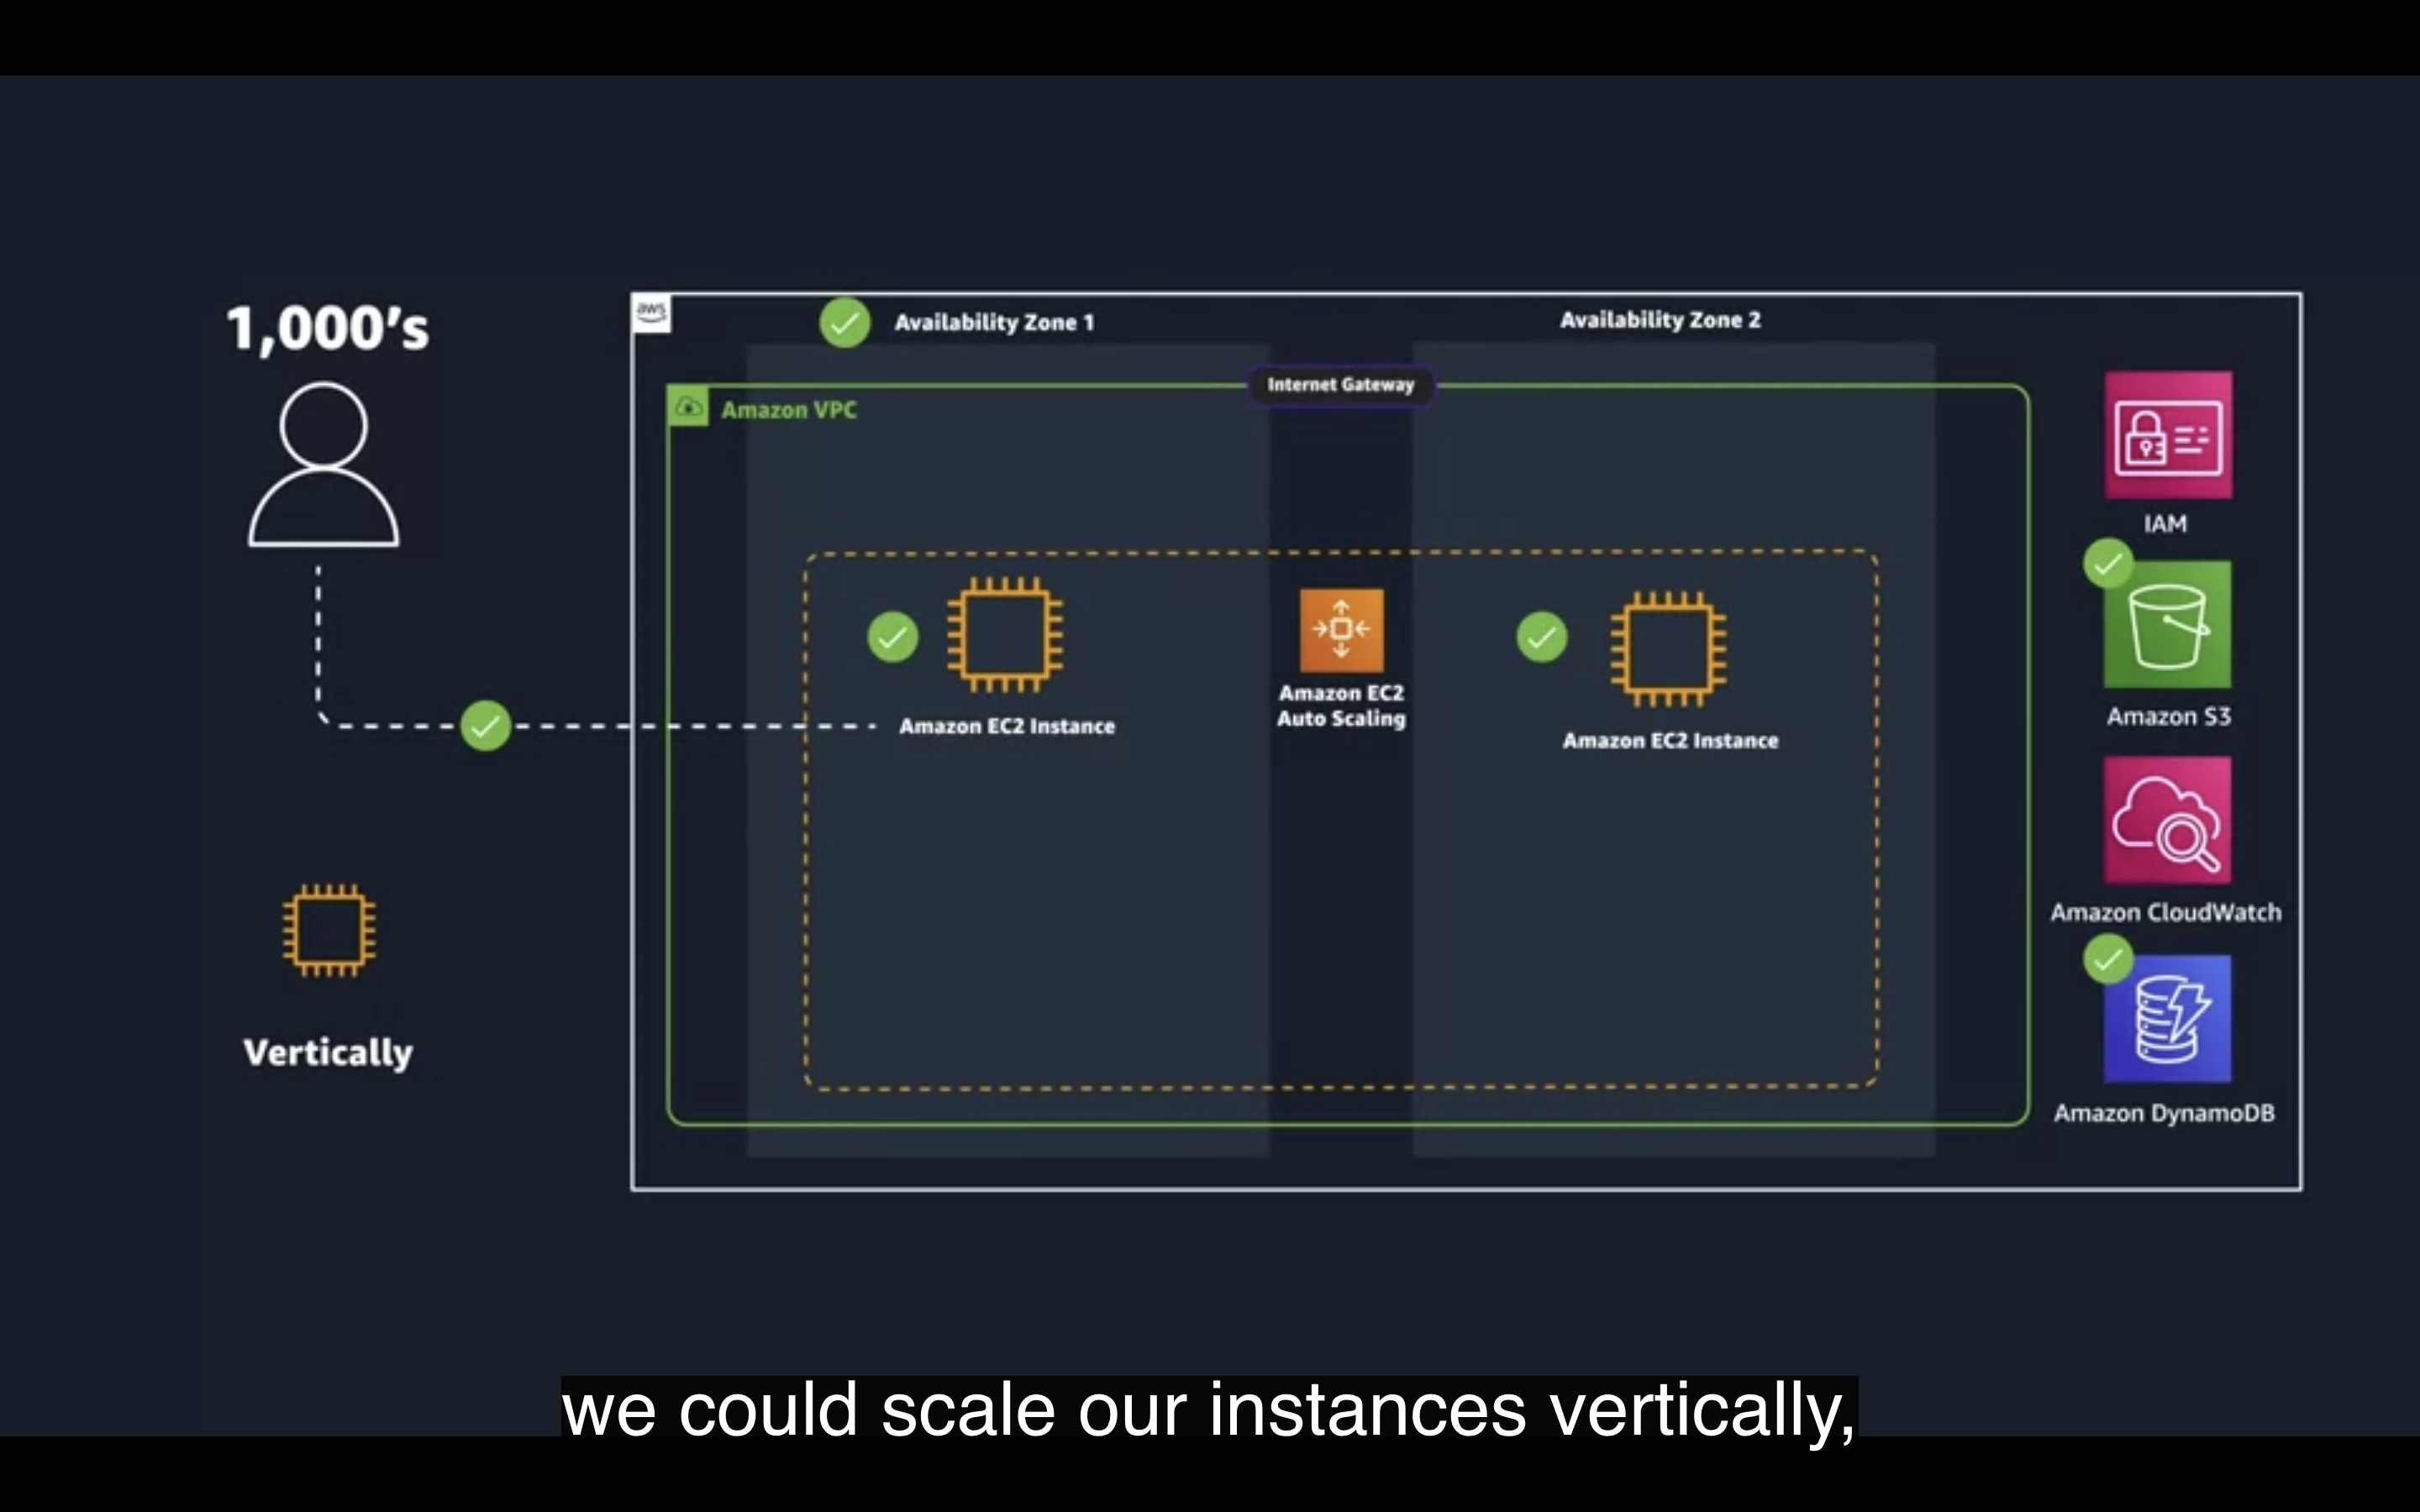 1,000's
Vertically
aws
Availability Zone 1
Availability Zone 2
Internet Gateway
Amazon VPC
Amazon EC2 Instance
Amazon EC2
Auto Scaling
Amazon EC2 Instance
IAM
Amazon S3
Amazon CloudWatch
Amazon DynamoDB
we could scale our instances vertically,